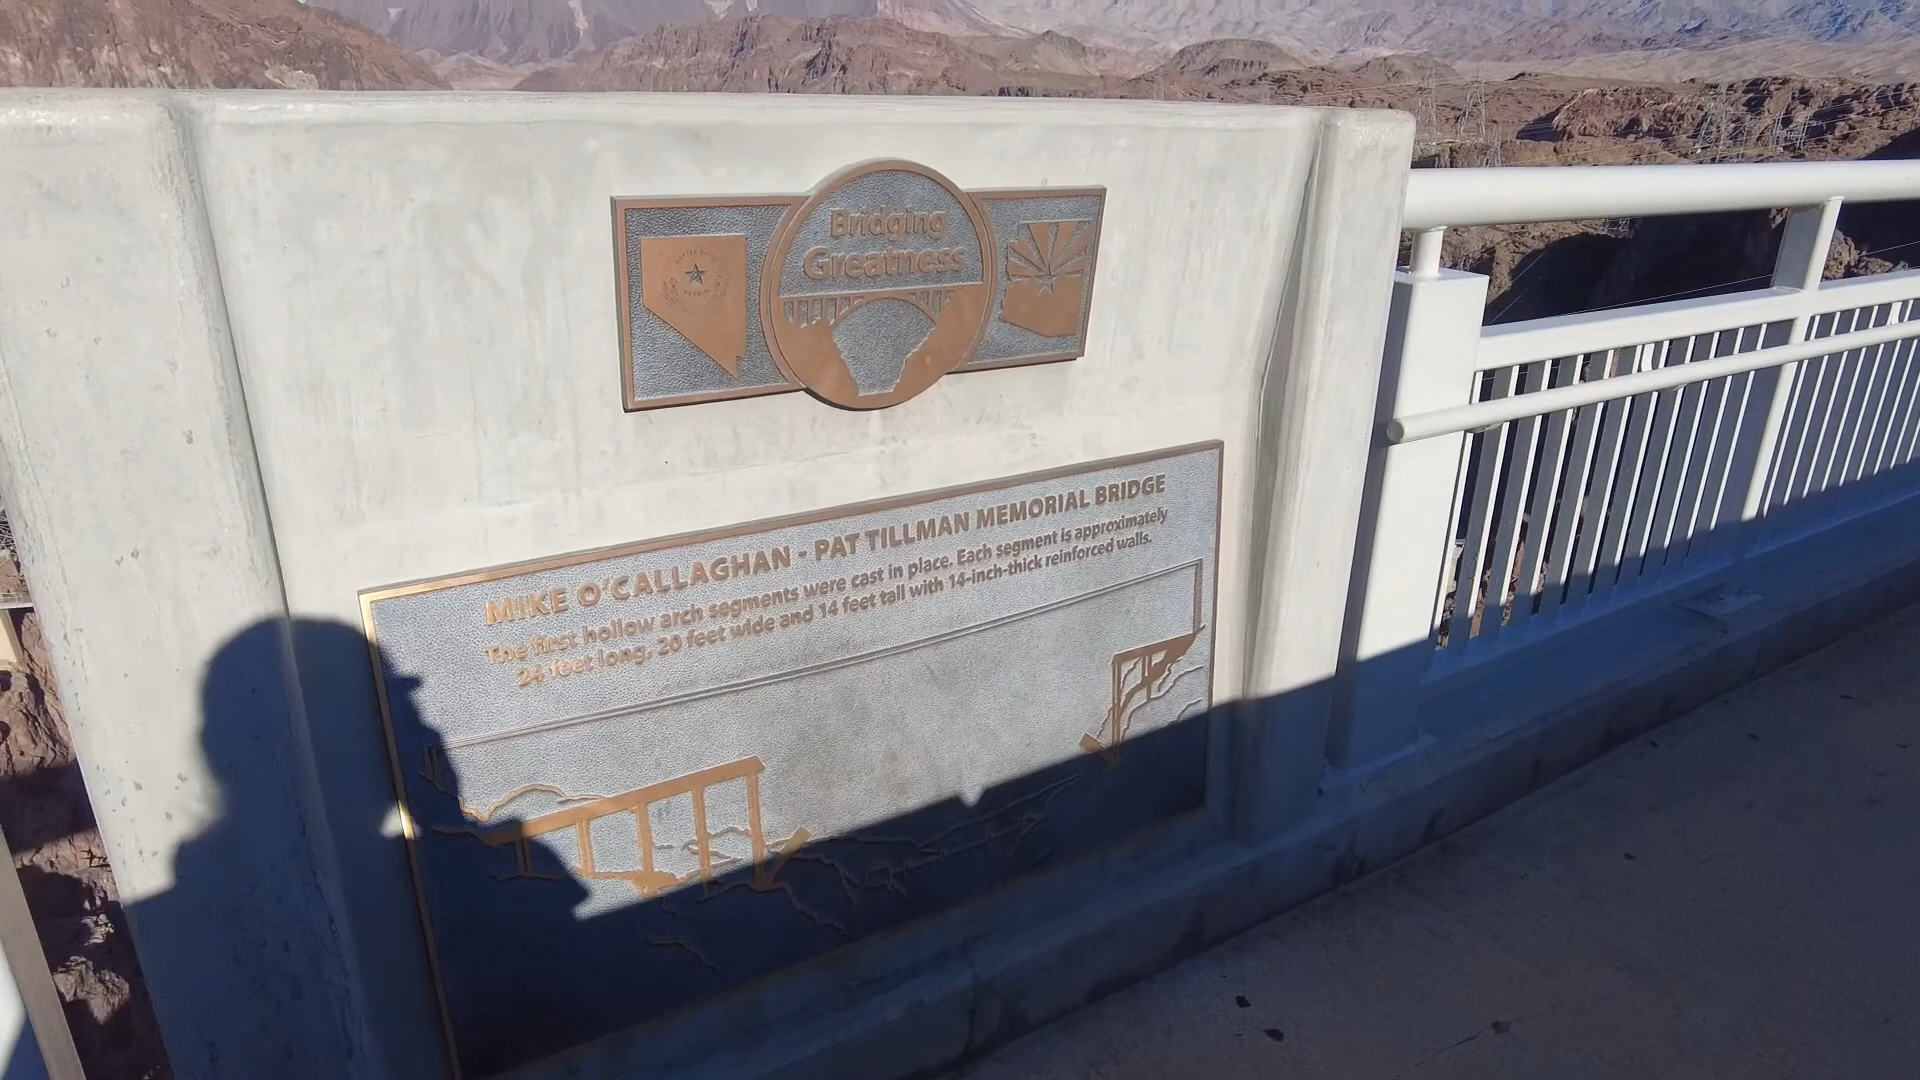 Bridging
Greatness
MIKE O'CALLAGHAN - PAT TILLMAN MEMORIAL BRIDGE
The first hollow arch segments were cast in place. Each segment is approximately
24 feet long, 20 feet wide and 14 feet tall with 14-inch-thick reinforced walls.